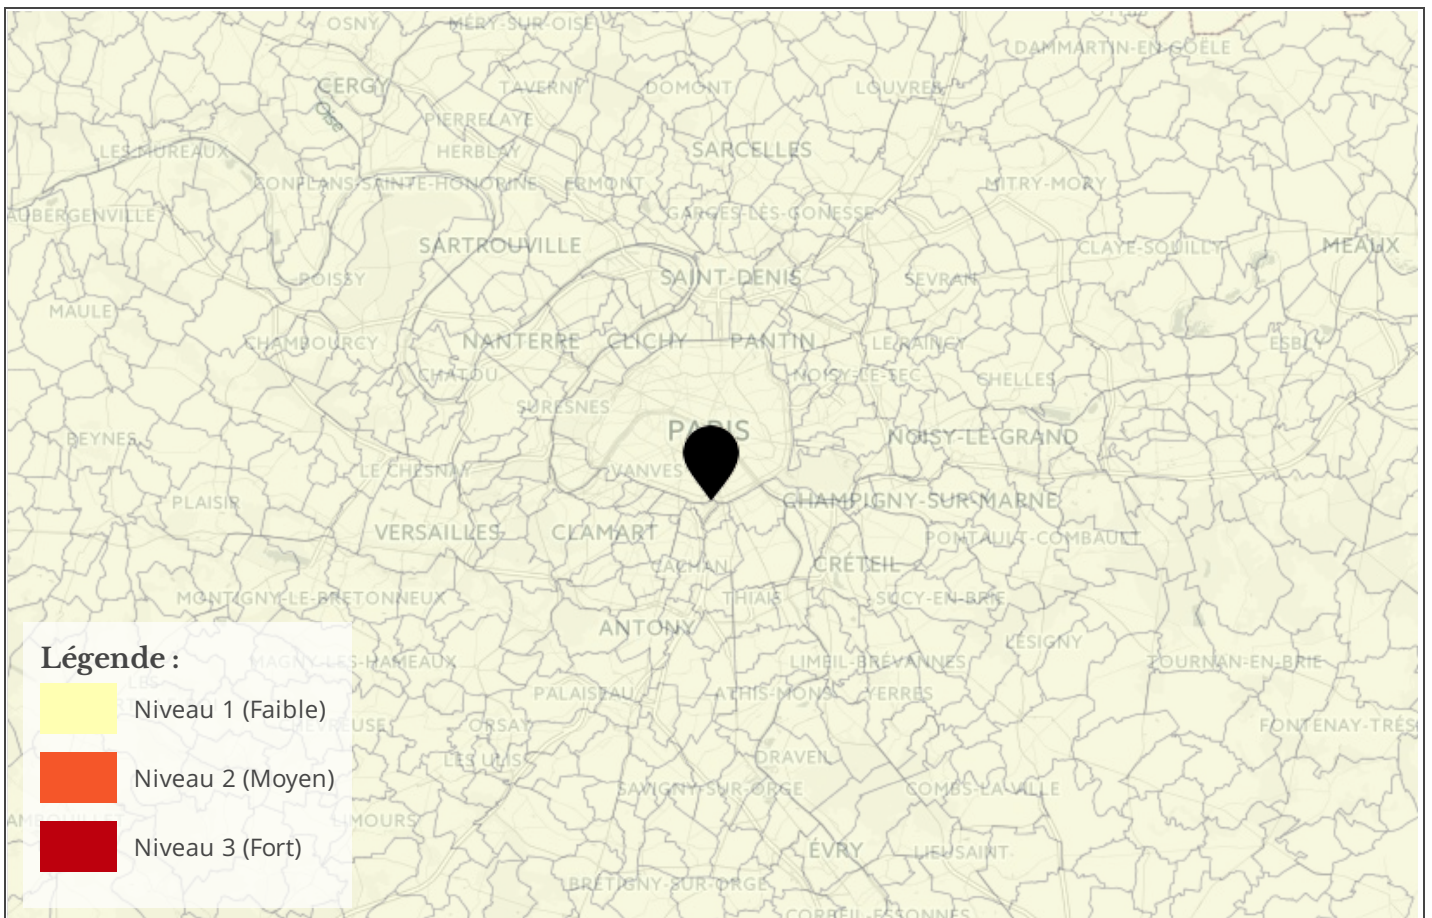 OSNY
MÉRY-SUR-OISE
DAMMARTIN-EN-GOËLE
CERGY
TAVERNY
DOMONT
LOUVRES
Oise
PIERRELAYE
LES MUREAUX
HERBLAY
SARCELLES
CONFLANS-SAINTE-HONORINE
ERMONT
MITRY-MORY
AUBERGENVILLE
GARGES-LÈS-GONESSE
SARTROUVILLE
CLAYE-SOUILLY
MEAUX
POISSY
SAINT-DENIS
SEVRAN
MAULE
CHAMBOURCY
NANTERRE
CLICHY
PANTIN
LE RAINCY
ESBLY
CHATOU
NOISY-LE-SEC
CHELLES
SURESNES
PARIS
BEYNES
NOISY-LE-GRAND
LE CHESNAY
VANVES
PLAISIR
CHAMPIGNY-SUR-MARNE
VERSAILLES
CLAMART
PONTAULT-COMBAULT
CACHAN
CRÉTEIL
MONTIGNY-LE-BRETONNEUX
THIAIS
SUCY-EN-BRIE
ANTONY
LÉSIGNY
Légende :
MAGNY-LES-HAMEAUX
LIMEIL-BRÉVANNES
TOURNAN-EN-BRIE
LES
PALAISEAU
ATHIS-MONS
YERRES
Niveau 1 (Faible)
CHEVREUSE
ORSAY
FONTENAY-TRÉS
LES ULIS
DRAVEIL
Niveau 2 (Moyen)
SAVIGNY-SUR-ORGE
COMBS-LA-VILLE
LIMOURS
Niveau 3 (Fort)
ÉVRY
LIEUSAINT
BRÉTIGNY-SUR-ORGE
CORBEIL-ESSONNES